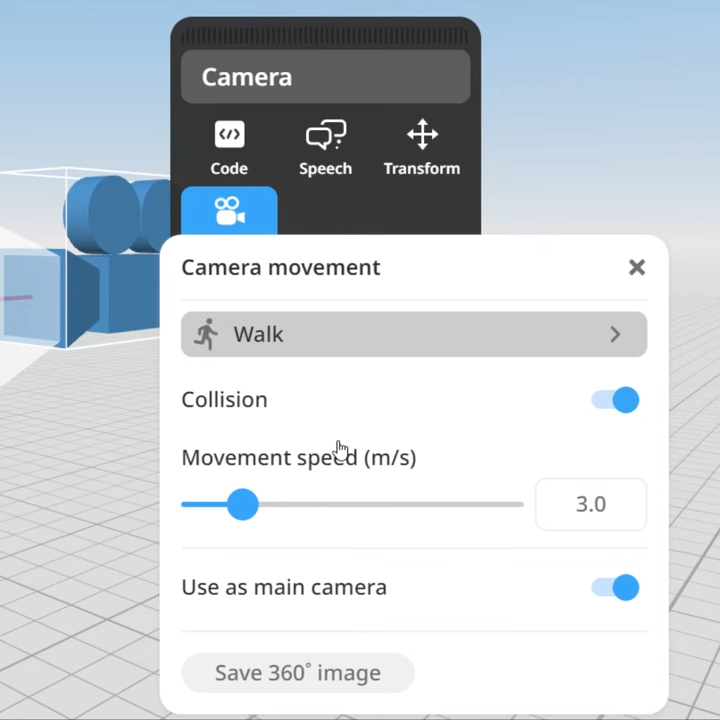 Camera
Code Speech Transform
Camera movement
Walk
Collision
Movement speed (m/s)
3.0
Use as main camera
Save 360° image